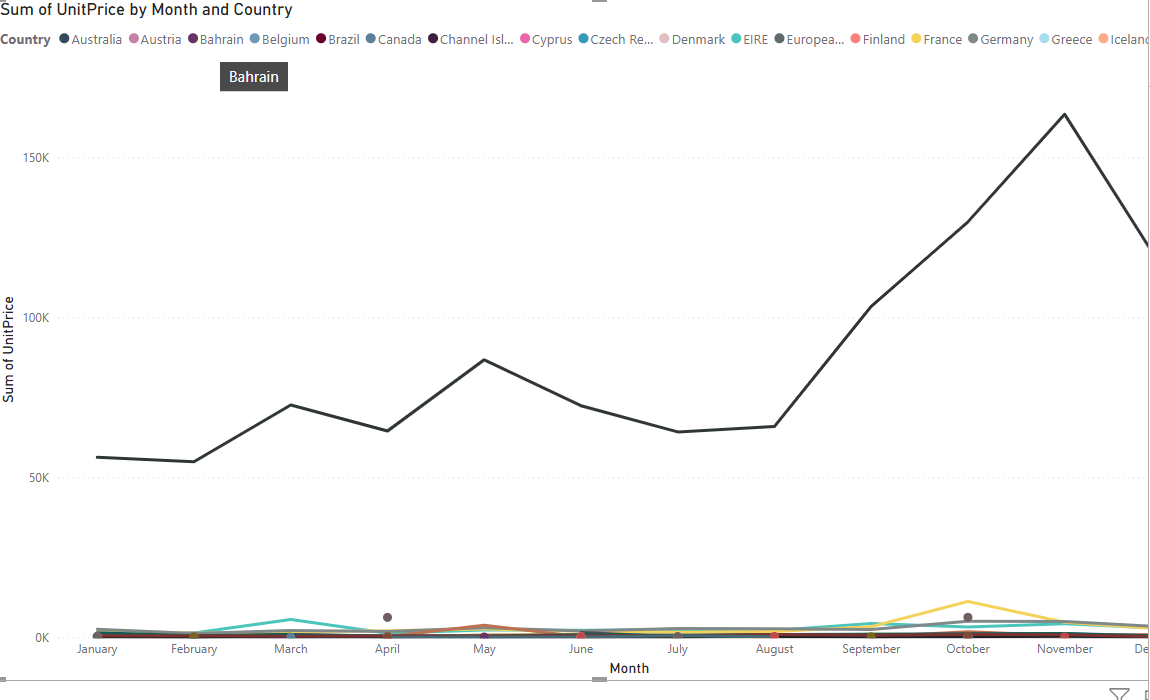 Sum of UnitPrice by Month and Country
Country Australia Austria Bahrain Belgium Brazil Canada Channel Isl... Cyprus Czech Re... Denmark EIRE Europea... Finland France Germany Greece Iceland
Bahrain
150K
100K
50K
0K
Sum of UnitPrice
January February March April May June July August September October November De
Month